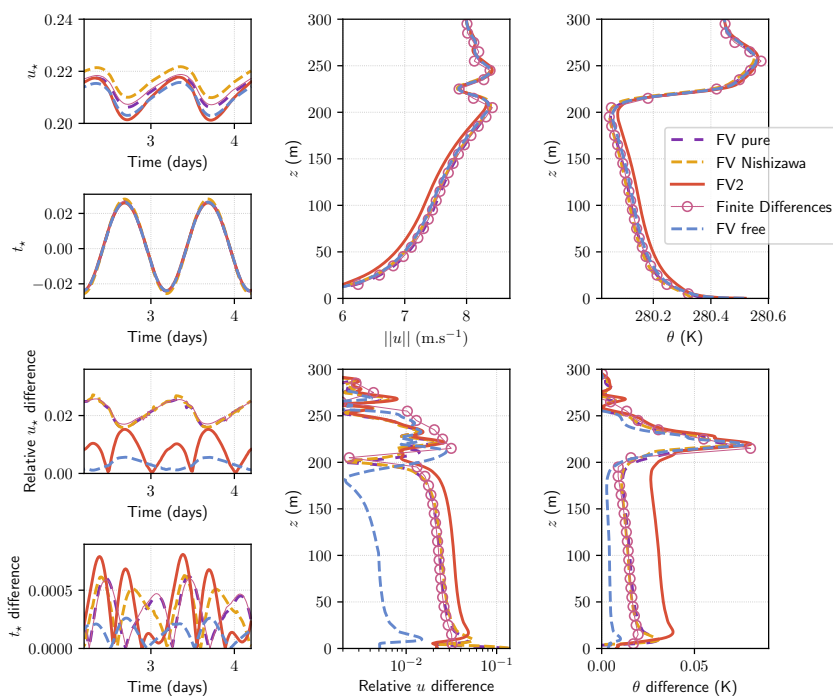 0.24
0.22
0.20
u⋆
3
4
Time (days)
0.02
0.00
−0.02
t⋆
3
4
Time (days)
300
250
200
150
100
50
0
z (m)
6
7
8
||u|| (m.s⁻¹)
300
250
200
150
100
50
0
z (m)
280.2
280.4
280.6
θ (K)
FV pure
FV Nishizawa
FV2
Finite Differences
FV free
0.02
0.00
Relative u⋆ difference
3
4
Time (days)
0.0005
0.0000
t⋆ difference
3
4
Time (days)
300
250
200
150
100
50
0
z (m)
10⁻²
10⁻¹
Relative u difference
300
250
200
150
100
50
0
z (m)
0.00
0.05
θ difference (K)